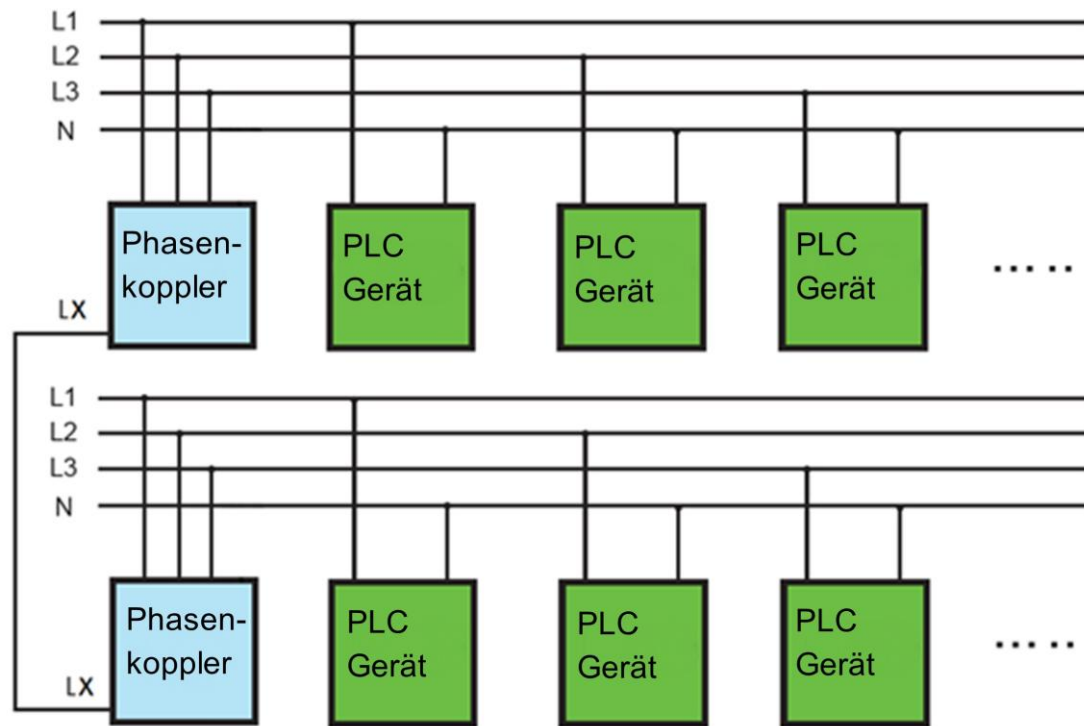 L1
L2
L3
N
Phasen-
koppler
PLC
Gerät
PLC
Gerät
PLC
Gerät
LX
L1
L2
L3
N
Phasen-
koppler
PLC
Gerät
PLC
Gerät
PLC
Gerät
LX